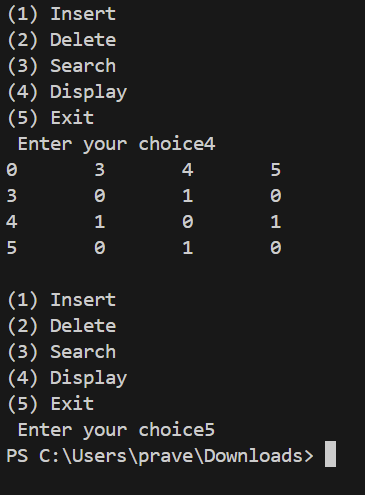 (1) Insert
(2) Delete
(3) Search
(4) Display
(5) Exit
 Enter your choice4
0       3       4       5
3       0       1       0
4       1       0       1
5       0       1       0

(1) Insert
(2) Delete
(3) Search
(4) Display
(5) Exit
 Enter your choice5
PS C:\Users\prave\Downloads>